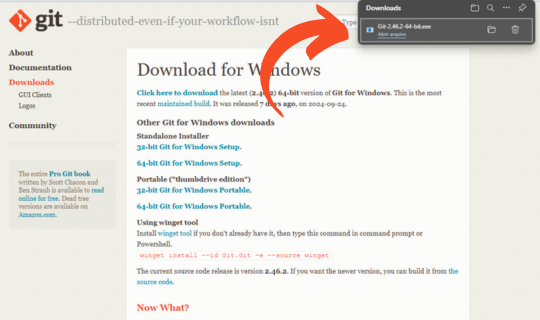 git --distributed-even-if-your-workflow-isnt
Type
Downloads
Git-2.46.2-64-bit.exe
Abrir arquivo
About
Documentation
Downloads
GUI Clients
Logos
Community
The entire Pro Git book
written by Scott Chacon and
Ben Straub is available to read
online for free. Dead tree
versions are available on
Amazon.com.
Download for Windows
Click here to download the latest (2.46.2) 64-bit version of Git for Windows. This is the most
recent maintained build. It was released 7 days ago, on 2024-09-24.
Other Git for Windows downloads
Standalone Installer
32-bit Git for Windows Setup.
64-bit Git for Windows Setup.
Portable ("thumbdrive edition")
32-bit Git for Windows Portable.
64-bit Git for Windows Portable.
Using winget tool
Install winget tool if you don't already have it, then type this command in command prompt or
Powershell.
winget install --id Git.Git -e --source winget
The current source code release is version 2.46.2. If you want the newer version, you can build it from the
source code.
Now What?